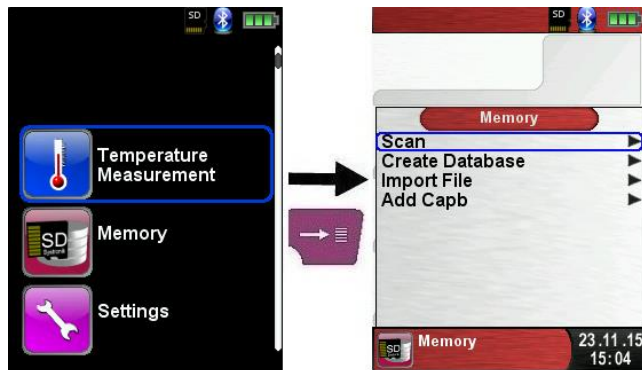 SD
Temperature
Measurement
SD
Memory
Settings
SD
Memory
Scan
Create Database
Import File
Add Capb
SD
Memory
23.11.15
15:04